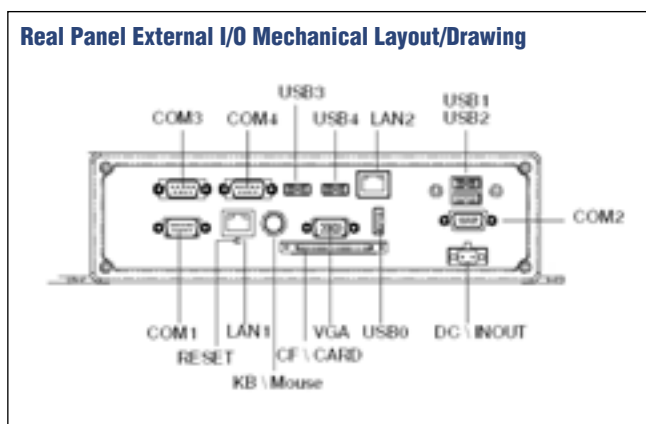 Real Panel External I/O Mechanical Layout/Drawing
USB3
USB1
COM3 COM4 USB4 LAN2 USB2
COM2
COM1 LAN1 VGA USB0 DC \ INOUT
RESET CF \ CARD
KB \ Mouse